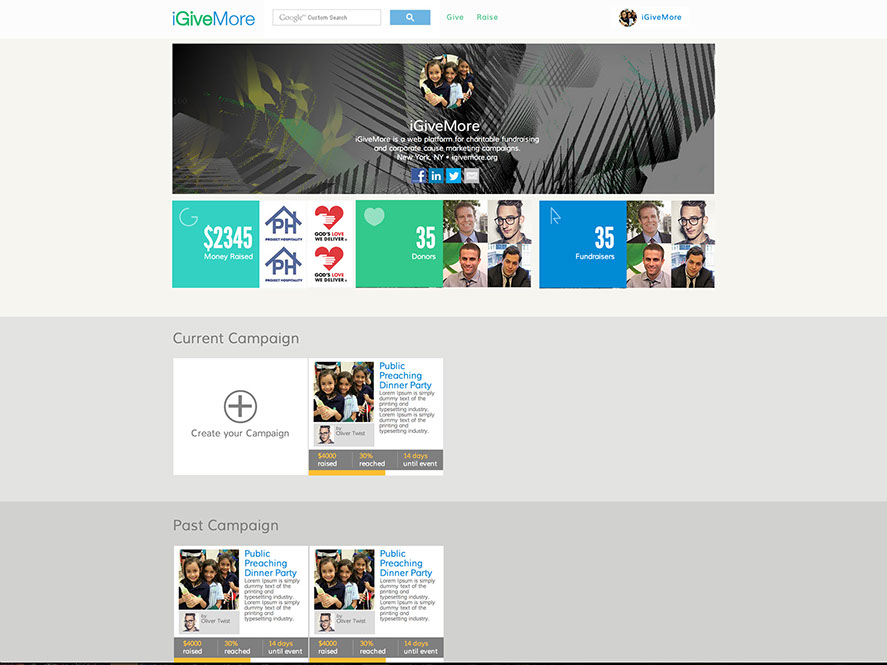 iGiveMore
Google™ Custom Search
Give
Raise
iGiveMore
iGiveMore
iGiveMore is a web platform for charitable fundraising
and corporate cause marketing campaigns.
New York, NY • igivemore.org
$2345
Money Raised
PH
PROJECT HOSPITALITY
GOD'S LOVE
WE DELIVER
PH
PROJECT HOSPITALITY
GOD'S LOVE
WE DELIVER
35
Donors
35
Fundraisers
Current Campaign
Create your Campaign
Public
Preaching
Dinner Party
Lorem Ipsum is simply
dummy text of the
printing and
typesetting industry.
Lorem Ipsum is simply
dummy text of the
printing and
typesetting industry.
by
Oliver Twist
$4000
raised
30%
reached
14 days
until event
Past Campaign
Public
Preaching
Dinner Party
Lorem Ipsum is simply
dummy text of the
printing and
typesetting industry.
Lorem Ipsum is simply
dummy text of the
printing and
typesetting industry.
by
Oliver Twist
$4000
raised
30%
reached
14 days
until event
Public
Preaching
Dinner Party
Lorem Ipsum is simply
dummy text of the
printing and
typesetting industry.
Lorem Ipsum is simply
dummy text of the
printing and
typesetting industry.
by
Oliver Twist
$4000
raised
30%
reached
14 days
until event